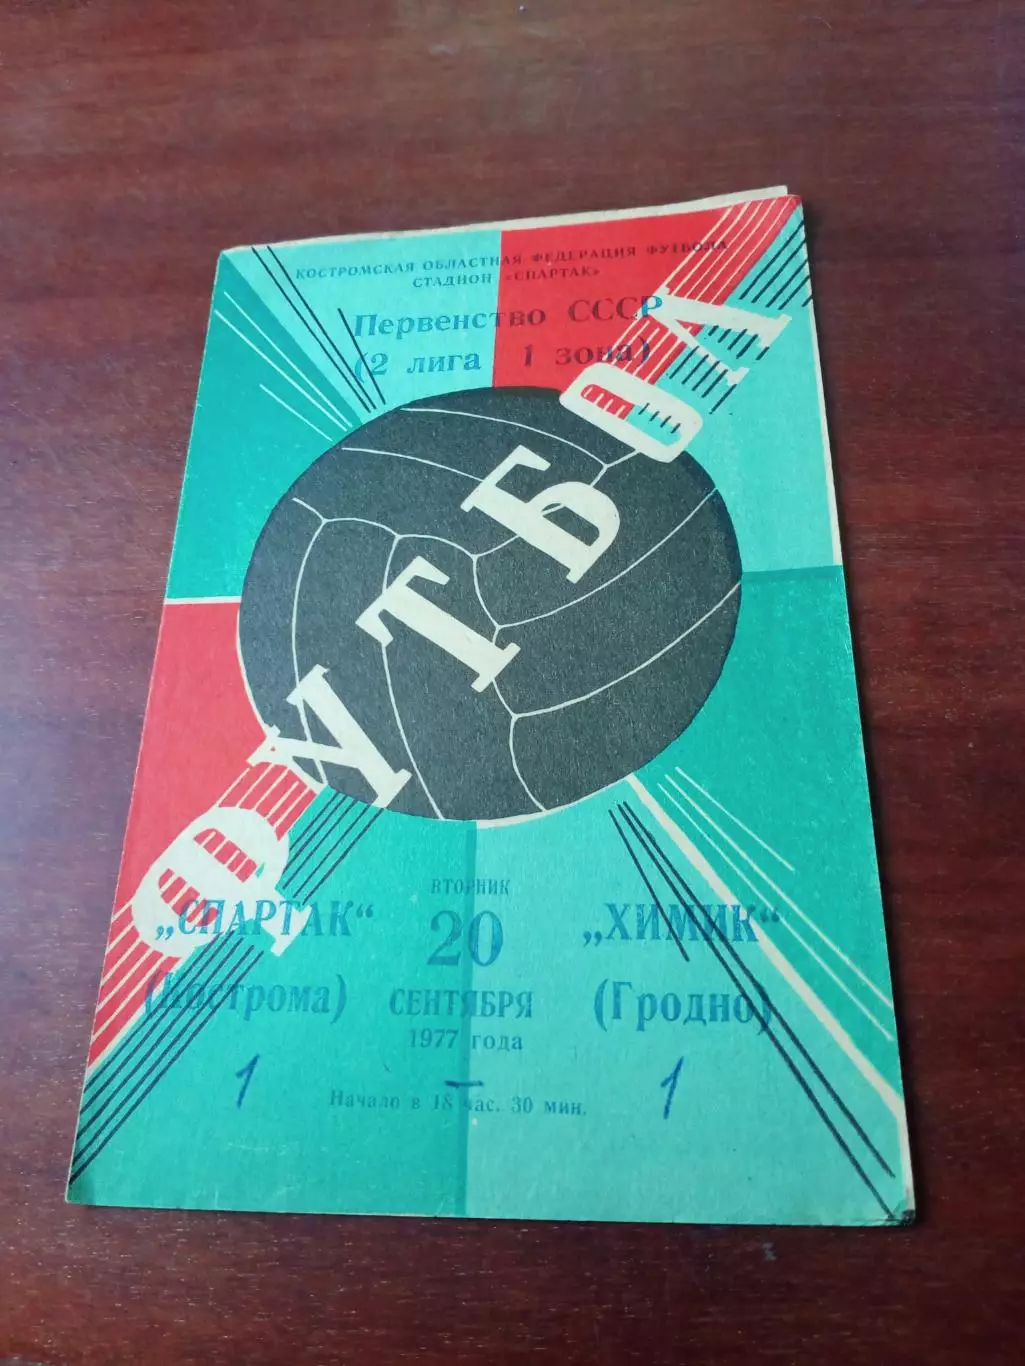 КОСТРОМСКАЯ ОБЛАСТНАЯ ФЕДЕРАЦИЯ ФУТБОЛА
СТАДИОН «СПАРТАК»
Первенство СССР
(2 лига 1 зона)
ФУТБОЛ
„СПАРТАК“
(Кострома)
1
ВТОРНИК
20
СЕНТЯБРЯ
1977 года
–
„ХИМИК“
(Гродно)
1
Начало в 18 час. 30 мин.